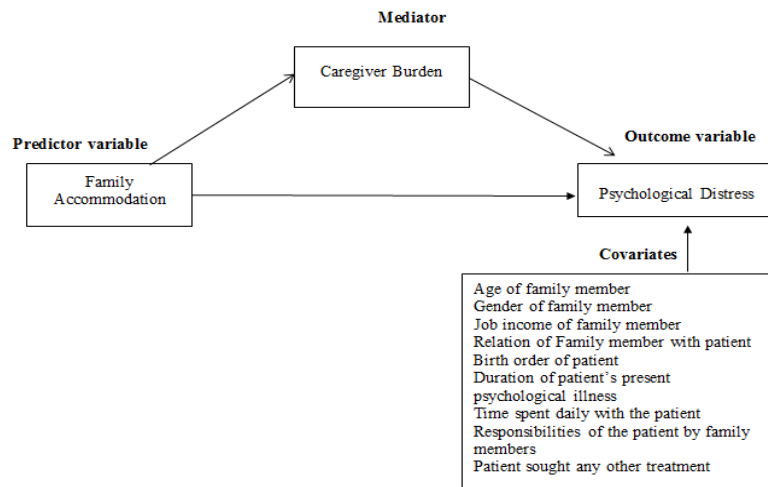 Mediator
Caregiver Burden
Predictor variable
Outcome variable
Family
Accommodation
Psychological Distress
Covariates
Age of family member
Gender of family member
Job income of family member
Relation of Family member with patient
Birth order of patient
Duration of patient's present
psychological illness
Time spent daily with the patient
Responsibilities of the patient by family
members
Patient sought any other treatment